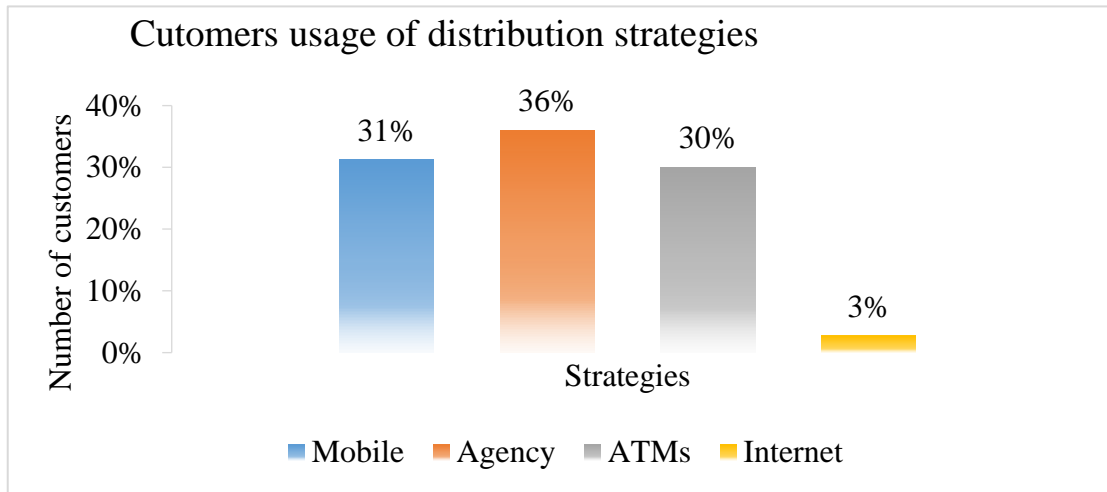 Cutomers usage of distribution strategies
Number of customers
40%
30%
20%
10%
0%
31%
36%
30%
3%
Strategies
Mobile Agency ATMs Internet